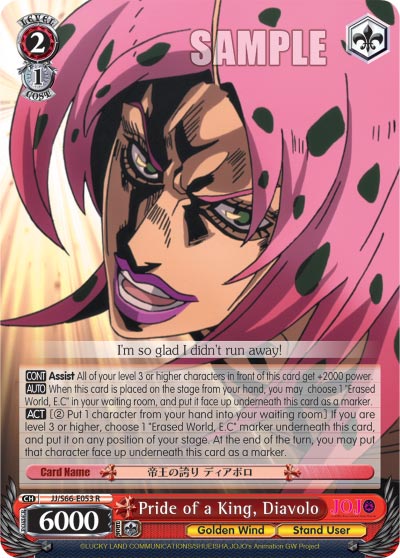 LEVEL
2
1
COST
SAMPLE
I'm so glad I didn't run away!
CONT Assist All of your level 3 or higher characters in front of this card get +2000 power.
AUTO When this card is placed on the stage from your hand, you may choose 1 "Erased
World, E.C" in your waiting room, and put it face up underneath this card as a marker.
ACT [② Put 1 character from your hand into your waiting room] If you are
level 3 or higher, choose 1 "Erased World, E.C" marker underneath this card,
and put it on any position of your stage. At the end of the turn, you may put
that character face up underneath this card as a marker.
Card Name
帝王の誇り ディアボロ
CH JJ/S66-E053 R
POWER 6000
SOUL
Pride of a King, Diavolo
JOJO
Golden Wind
Stand User
©LUCKY LAND COMMUNICATIONS/SHUEISHA,JOJO's Animation GW Project